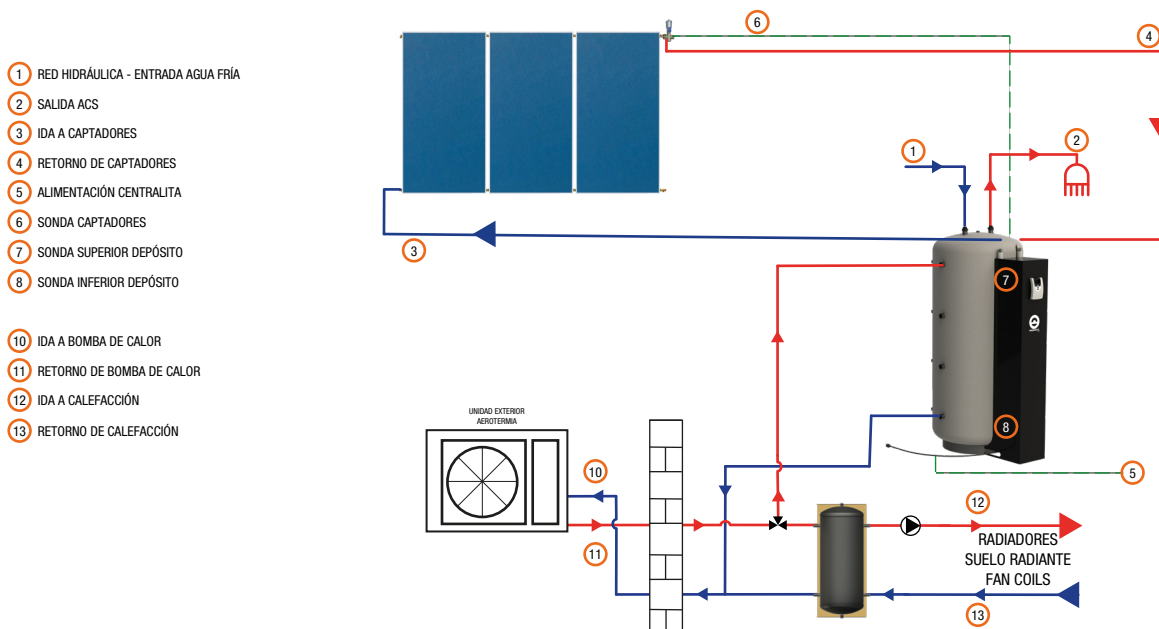 1 RED HIDRÁULICA - ENTRADA AGUA FRÍA
2 SALIDA ACS
3 IDA A CAPTADORES
4 RETORNO DE CAPTADORES
5 ALIMENTACIÓN CENTRALITA
6 SONDA CAPTADORES
7 SONDA SUPERIOR DEPÓSITO
8 SONDA INFERIOR DEPÓSITO
10 IDA A BOMBA DE CALOR
11 RETORNO DE BOMBA DE CALOR
12 IDA A CALEFACCIÓN
13 RETORNO DE CALEFACCIÓN
6
4
1
2
3
7
8
5
UNIDAD EXTERIOR
AEROTERMIA
10
11
12
RADIADORES
SUELO RADIANTE
FAN COILS
13